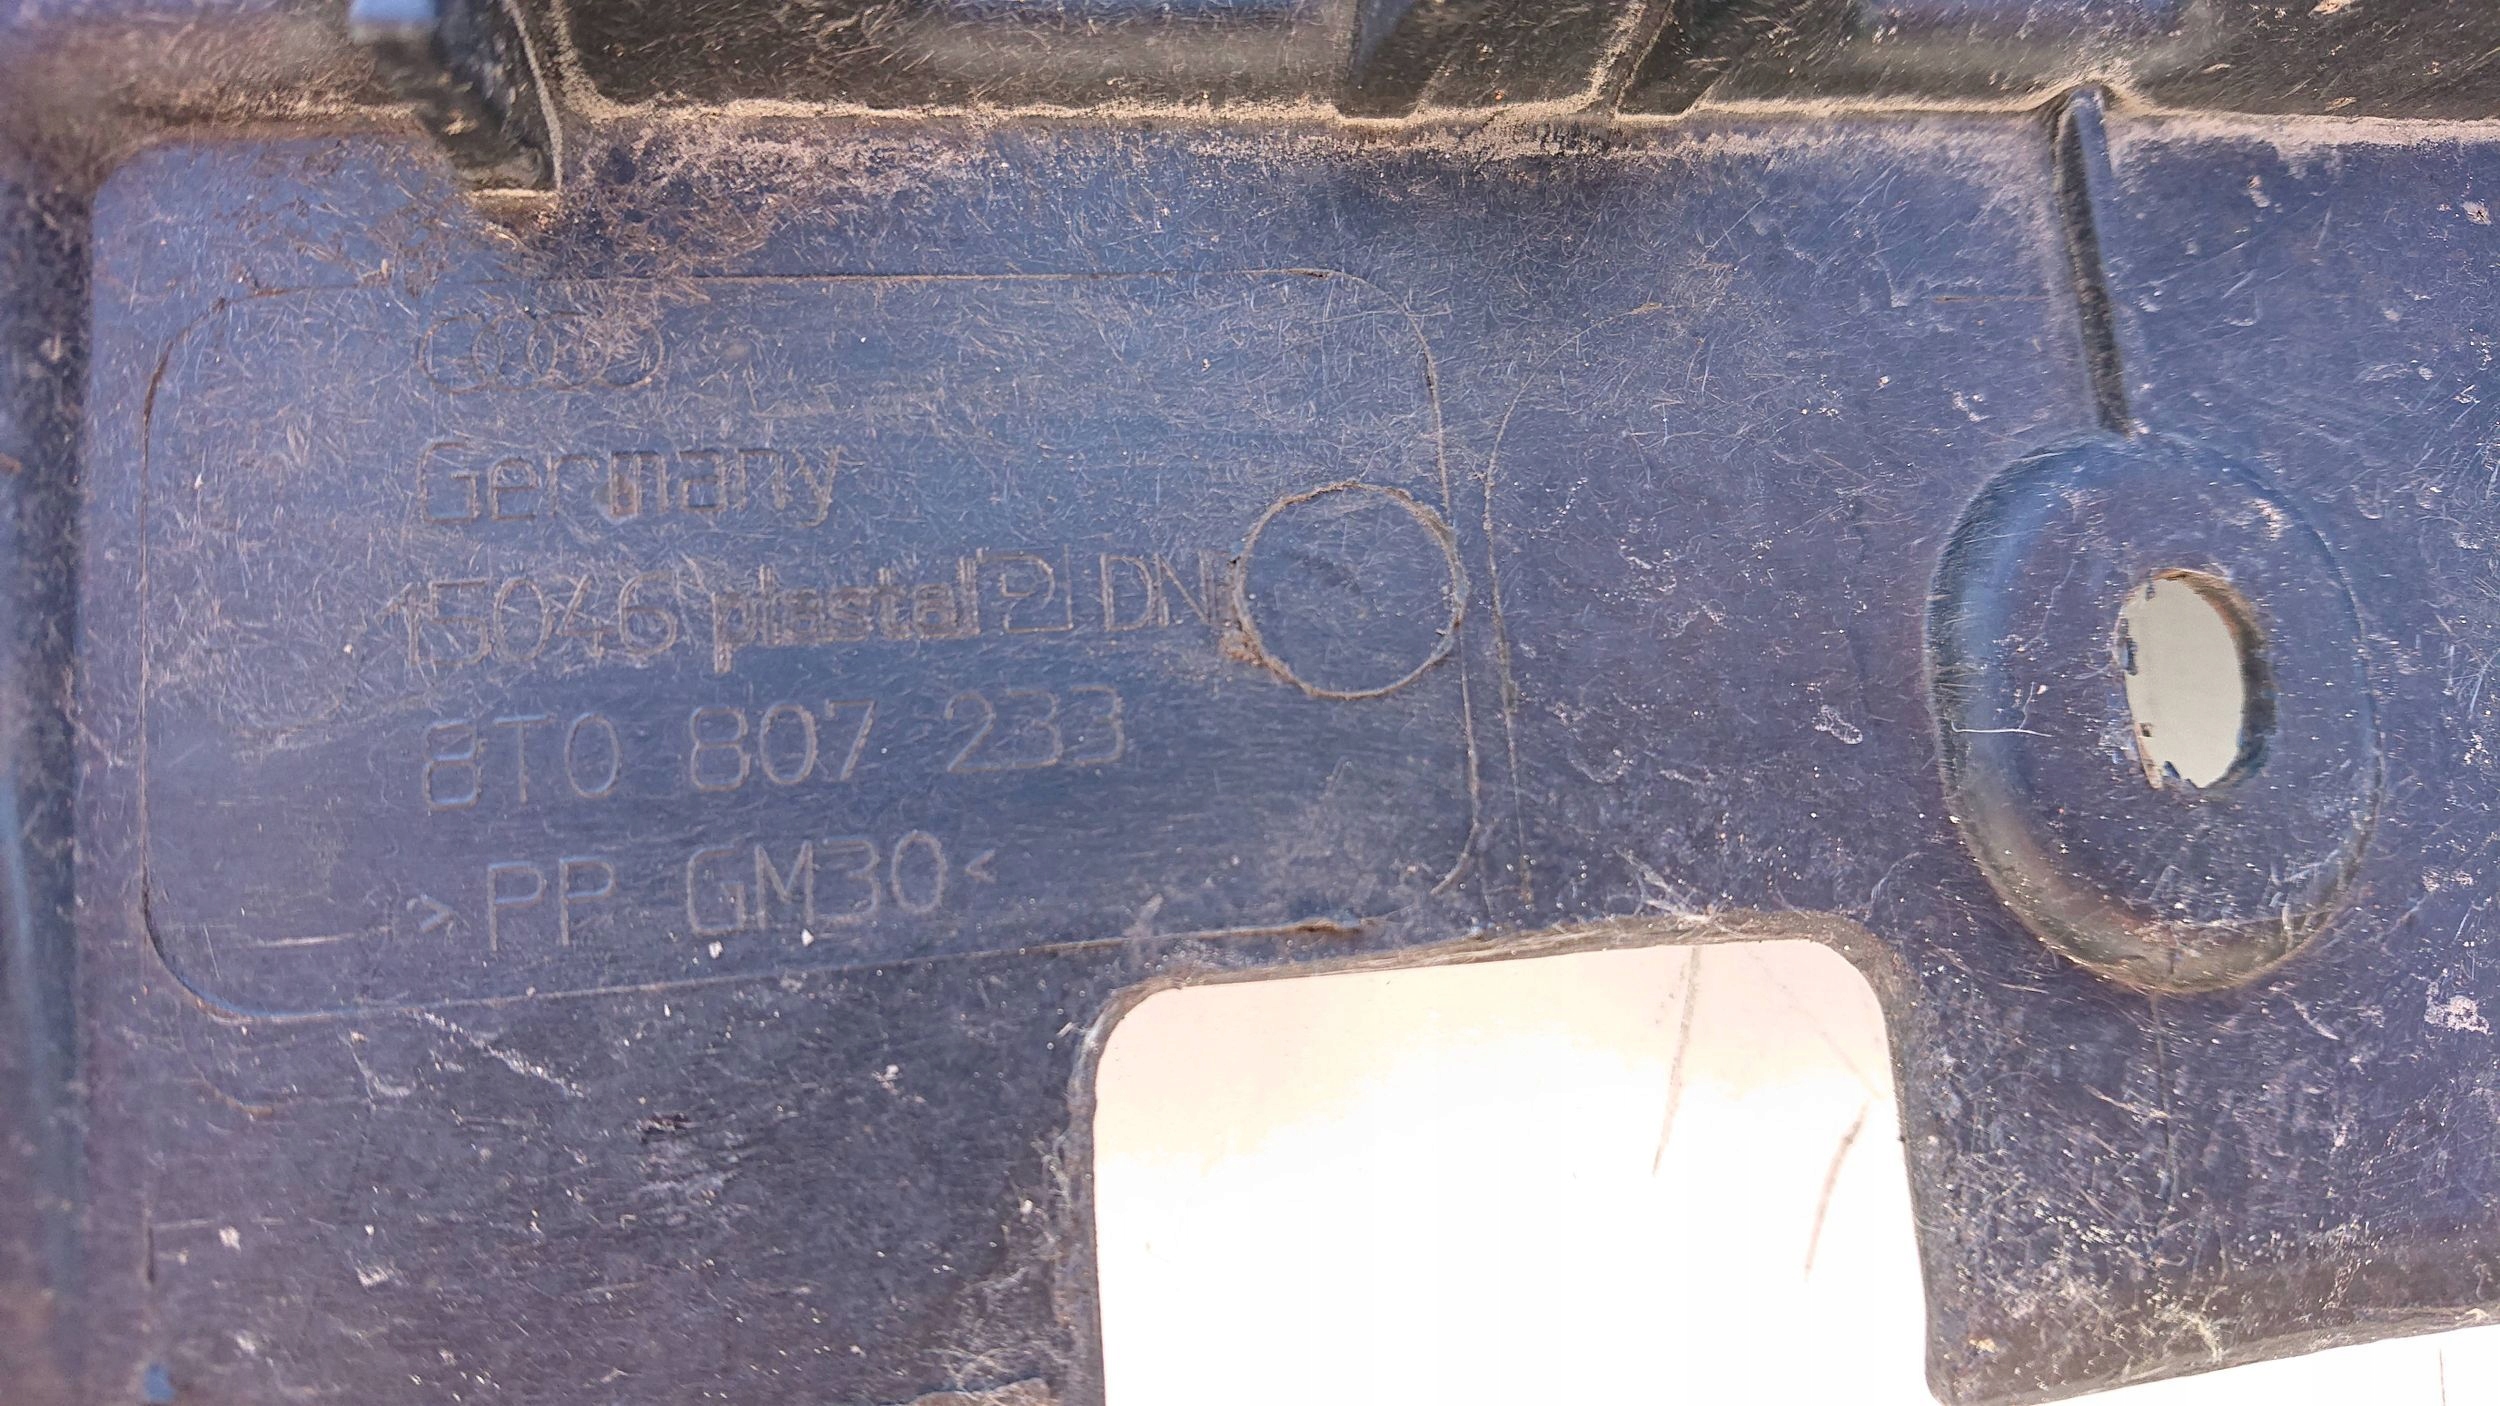 Germany
15046 plastal DN
8T0 807 233
>PP GM30<